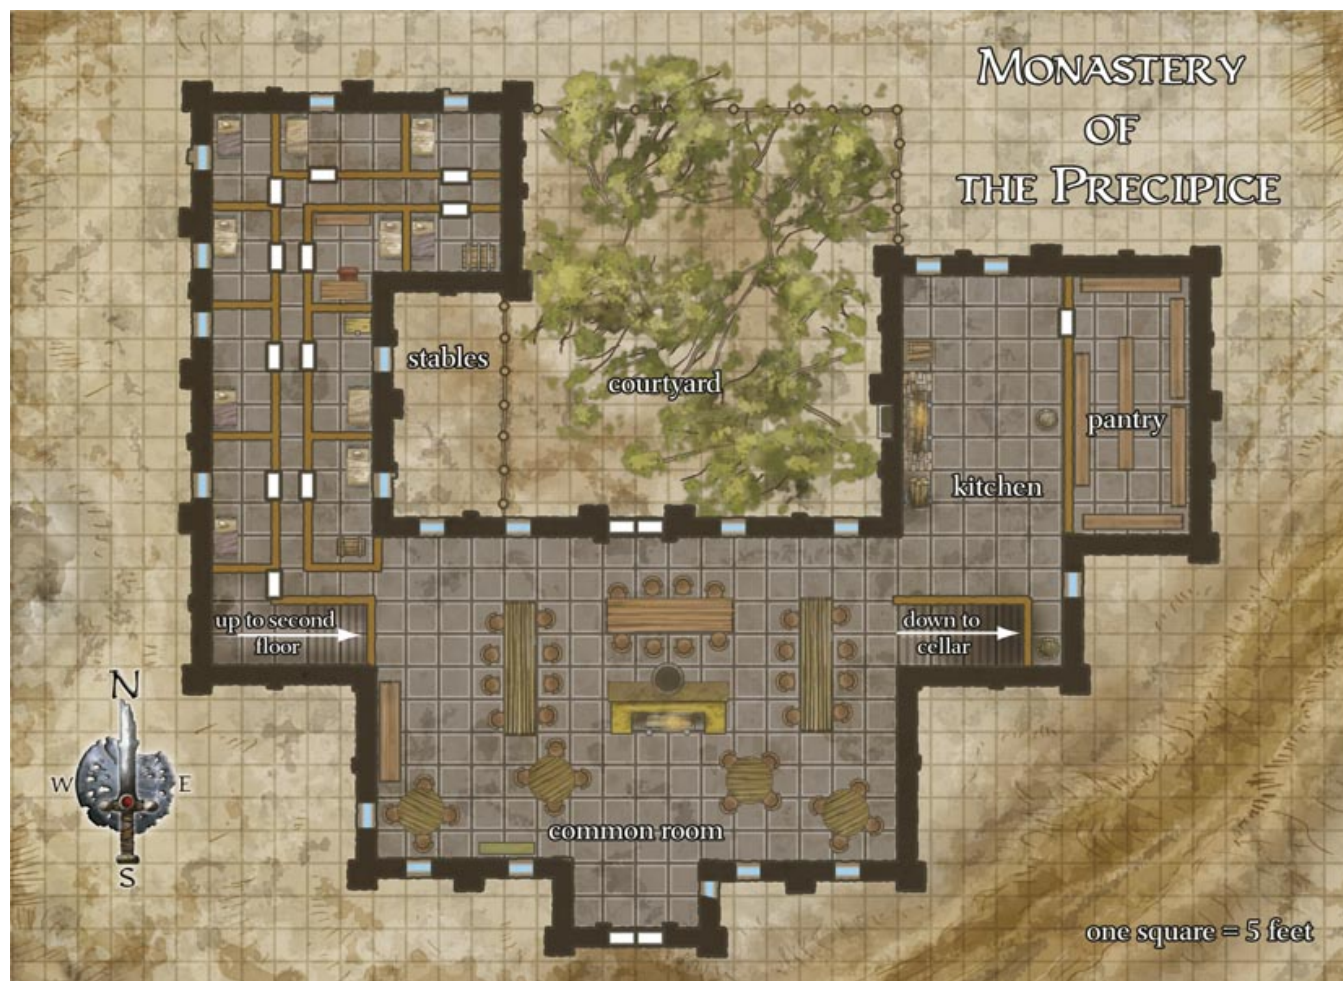 Monastery
of
the Precipice
stables
courtyard
pantry
kitchen
up to second
floor
down to
cellar
N
W E
S
common room
one square = 5 feet